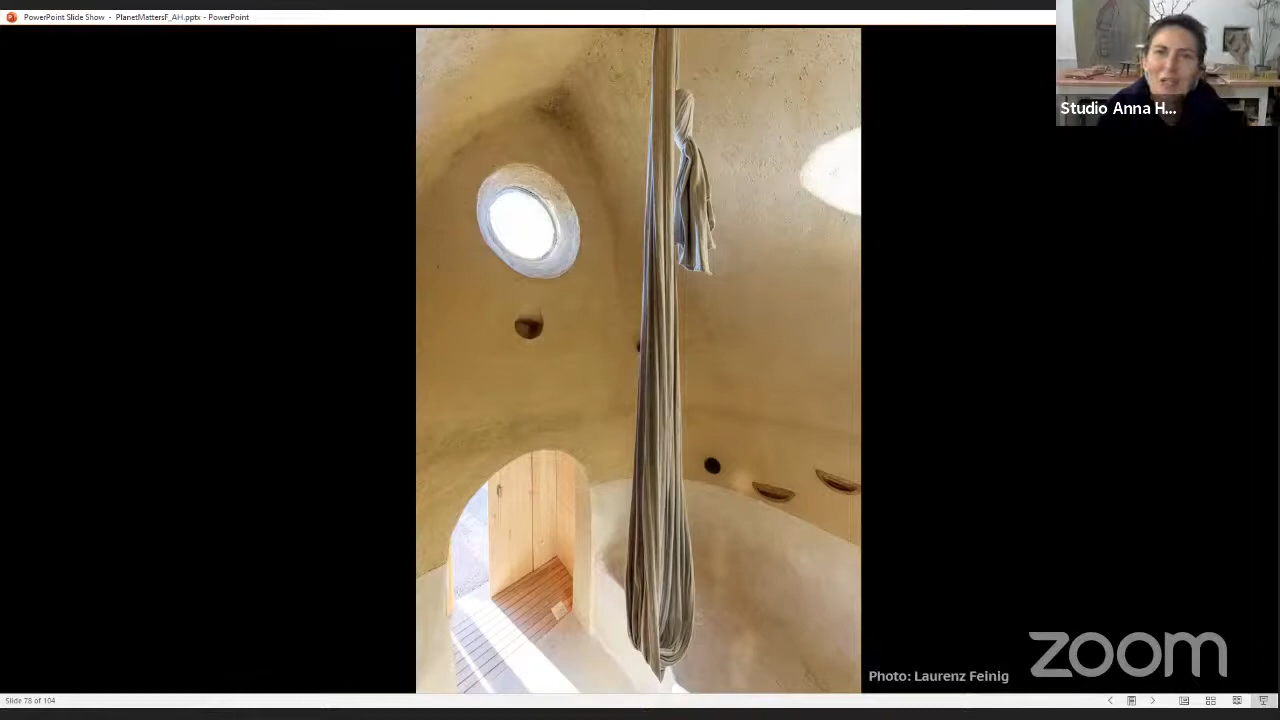 PowerPoint Slide Show - PlanetMattersF_AH.pptx - PowerPoint
Studio Anna H...
Photo: Laurenz Feinig
zoom
Slide 78 of 104